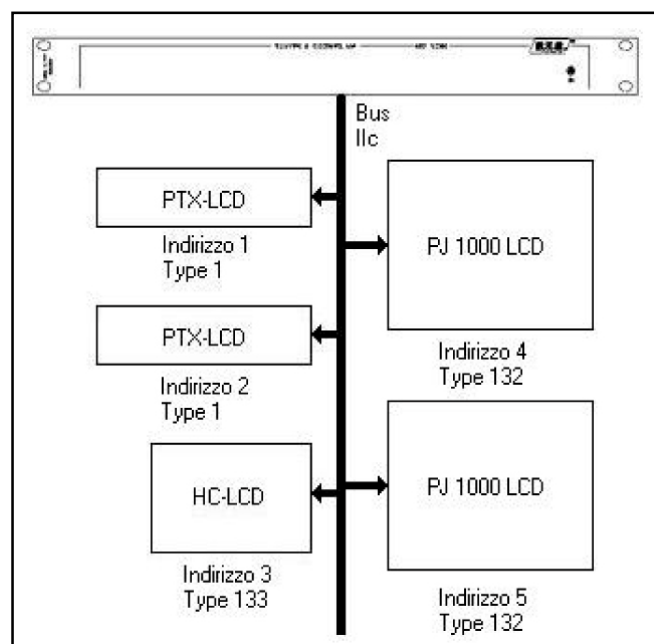 Bus
IIc
PTX-LCD
Indirizzo 1
Type 1
PJ 1000 LCD
Indirizzo 4
Type 132
PTX-LCD
Indirizzo 2
Type 1
HC-LCD
Indirizzo 3
Type 133
PJ 1000 LCD
Indirizzo 5
Type 132